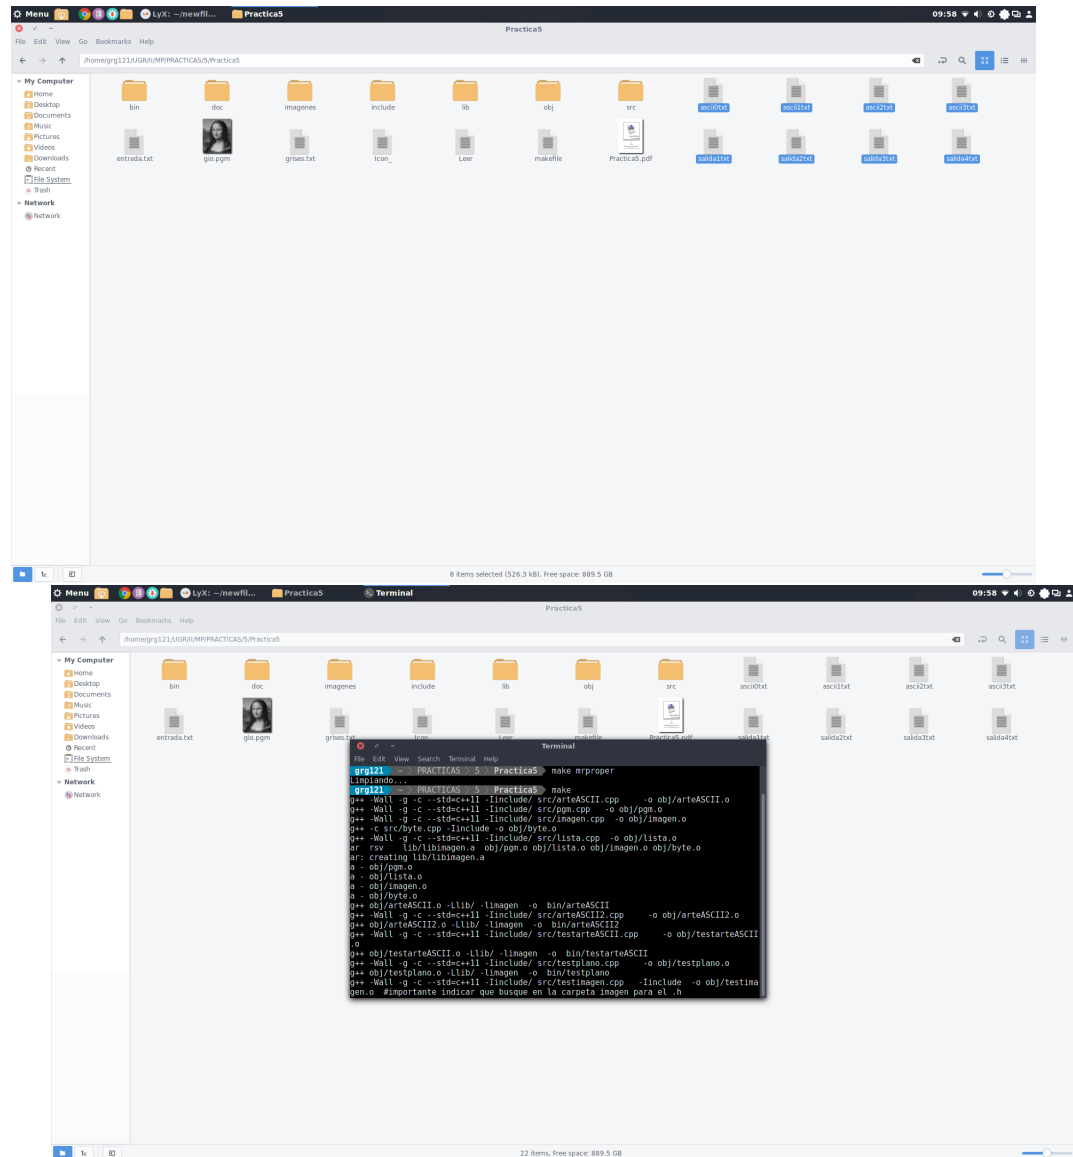 Menu LyX: ~/newfil... Practica5 09:58
Practica5
File Edit View Go Bookmarks Help
/home/grg121/UGR/II/MP/PRACTICAS/5/Practica5
My Computer
Home
Desktop
Documents
Music
Pictures
Videos
Downloads
Recent
File System
Trash
Network
Network
bin doc imagenes include lib obj src ascii0txt ascii1txt ascii2txt ascii3txt
entrada.txt gio.pgm grises.txt Icon_ Leer makefile Practica5.pdf salida1txt salida2txt salida3txt salida4txt
8 items selected (526.3 kB), Free space: 889.5 GB
Menu LyX: ~/newfil... Practica5 Terminal 09:58
Practica5
File Edit View Go Bookmarks Help
/home/grg121/UGR/II/MP/PRACTICAS/5/Practica5
My Computer
Home
Desktop
Documents
Music
Pictures
Videos
Downloads
Recent
File System
Trash
Network
Network
bin doc imagenes include lib obj src ascii0txt ascii1txt ascii2txt ascii3txt
entrada.txt gio.pgm grises.txt Icon_ Leer makefile Practica5.pdf salida1txt salida2txt salida3txt salida4txt
Terminal
File Edit View Search Terminal Help
grg121 ~ PRACTICAS 5 Practica5 make mrproper
Limpiando...
grg121 ~ PRACTICAS 5 Practica5 make
g++ -Wall -g -c --std=c++11 -Iinclude/ src/arteASCII.cpp -o obj/arteASCII.o
g++ -Wall -g -c --std=c++11 -Iinclude/ src/pgm.cpp -o obj/pgm.o
g++ -Wall -g -c --std=c++11 -Iinclude/ src/imagen.cpp -o obj/imagen.o
g++ -c src/byte.cpp -Iinclude -o obj/byte.o
g++ -Wall -g -c --std=c++11 -Iinclude/ src/lista.cpp -o obj/lista.o
ar rsv lib/libimagen.a obj/pgm.o obj/lista.o obj/imagen.o obj/byte.o
ar: creating lib/libimagen.a
a - obj/pgm.o
a - obj/lista.o
a - obj/imagen.o
a - obj/byte.o
g++ obj/arteASCII.o -Llib/ -limagen -o bin/arteASCII
g++ -Wall -g -c --std=c++11 -Iinclude/ src/arteASCII2.cpp -o obj/arteASCII2.o
g++ obj/arteASCII2.o -Llib/ -limagen -o bin/arteASCII2
g++ -Wall -g -c --std=c++11 -Iinclude/ src/testarteASCII.cpp -o obj/testarteASCII
.o
g++ obj/testarteASCII.o -Llib/ -limagen -o bin/testarteASCII
g++ -Wall -g -c --std=c++11 -Iinclude/ src/testplano.cpp -o obj/testplano.o
g++ obj/testplano.o -Llib/ -limagen -o bin/testplano
g++ -Wall -g -c --std=c++11 -Iinclude/ src/testimagen.cpp -Iinclude -o obj/testima
gen.o #importante indicar que busque en la carpeta imagen para el .h
22 items, Free space: 889.5 GB